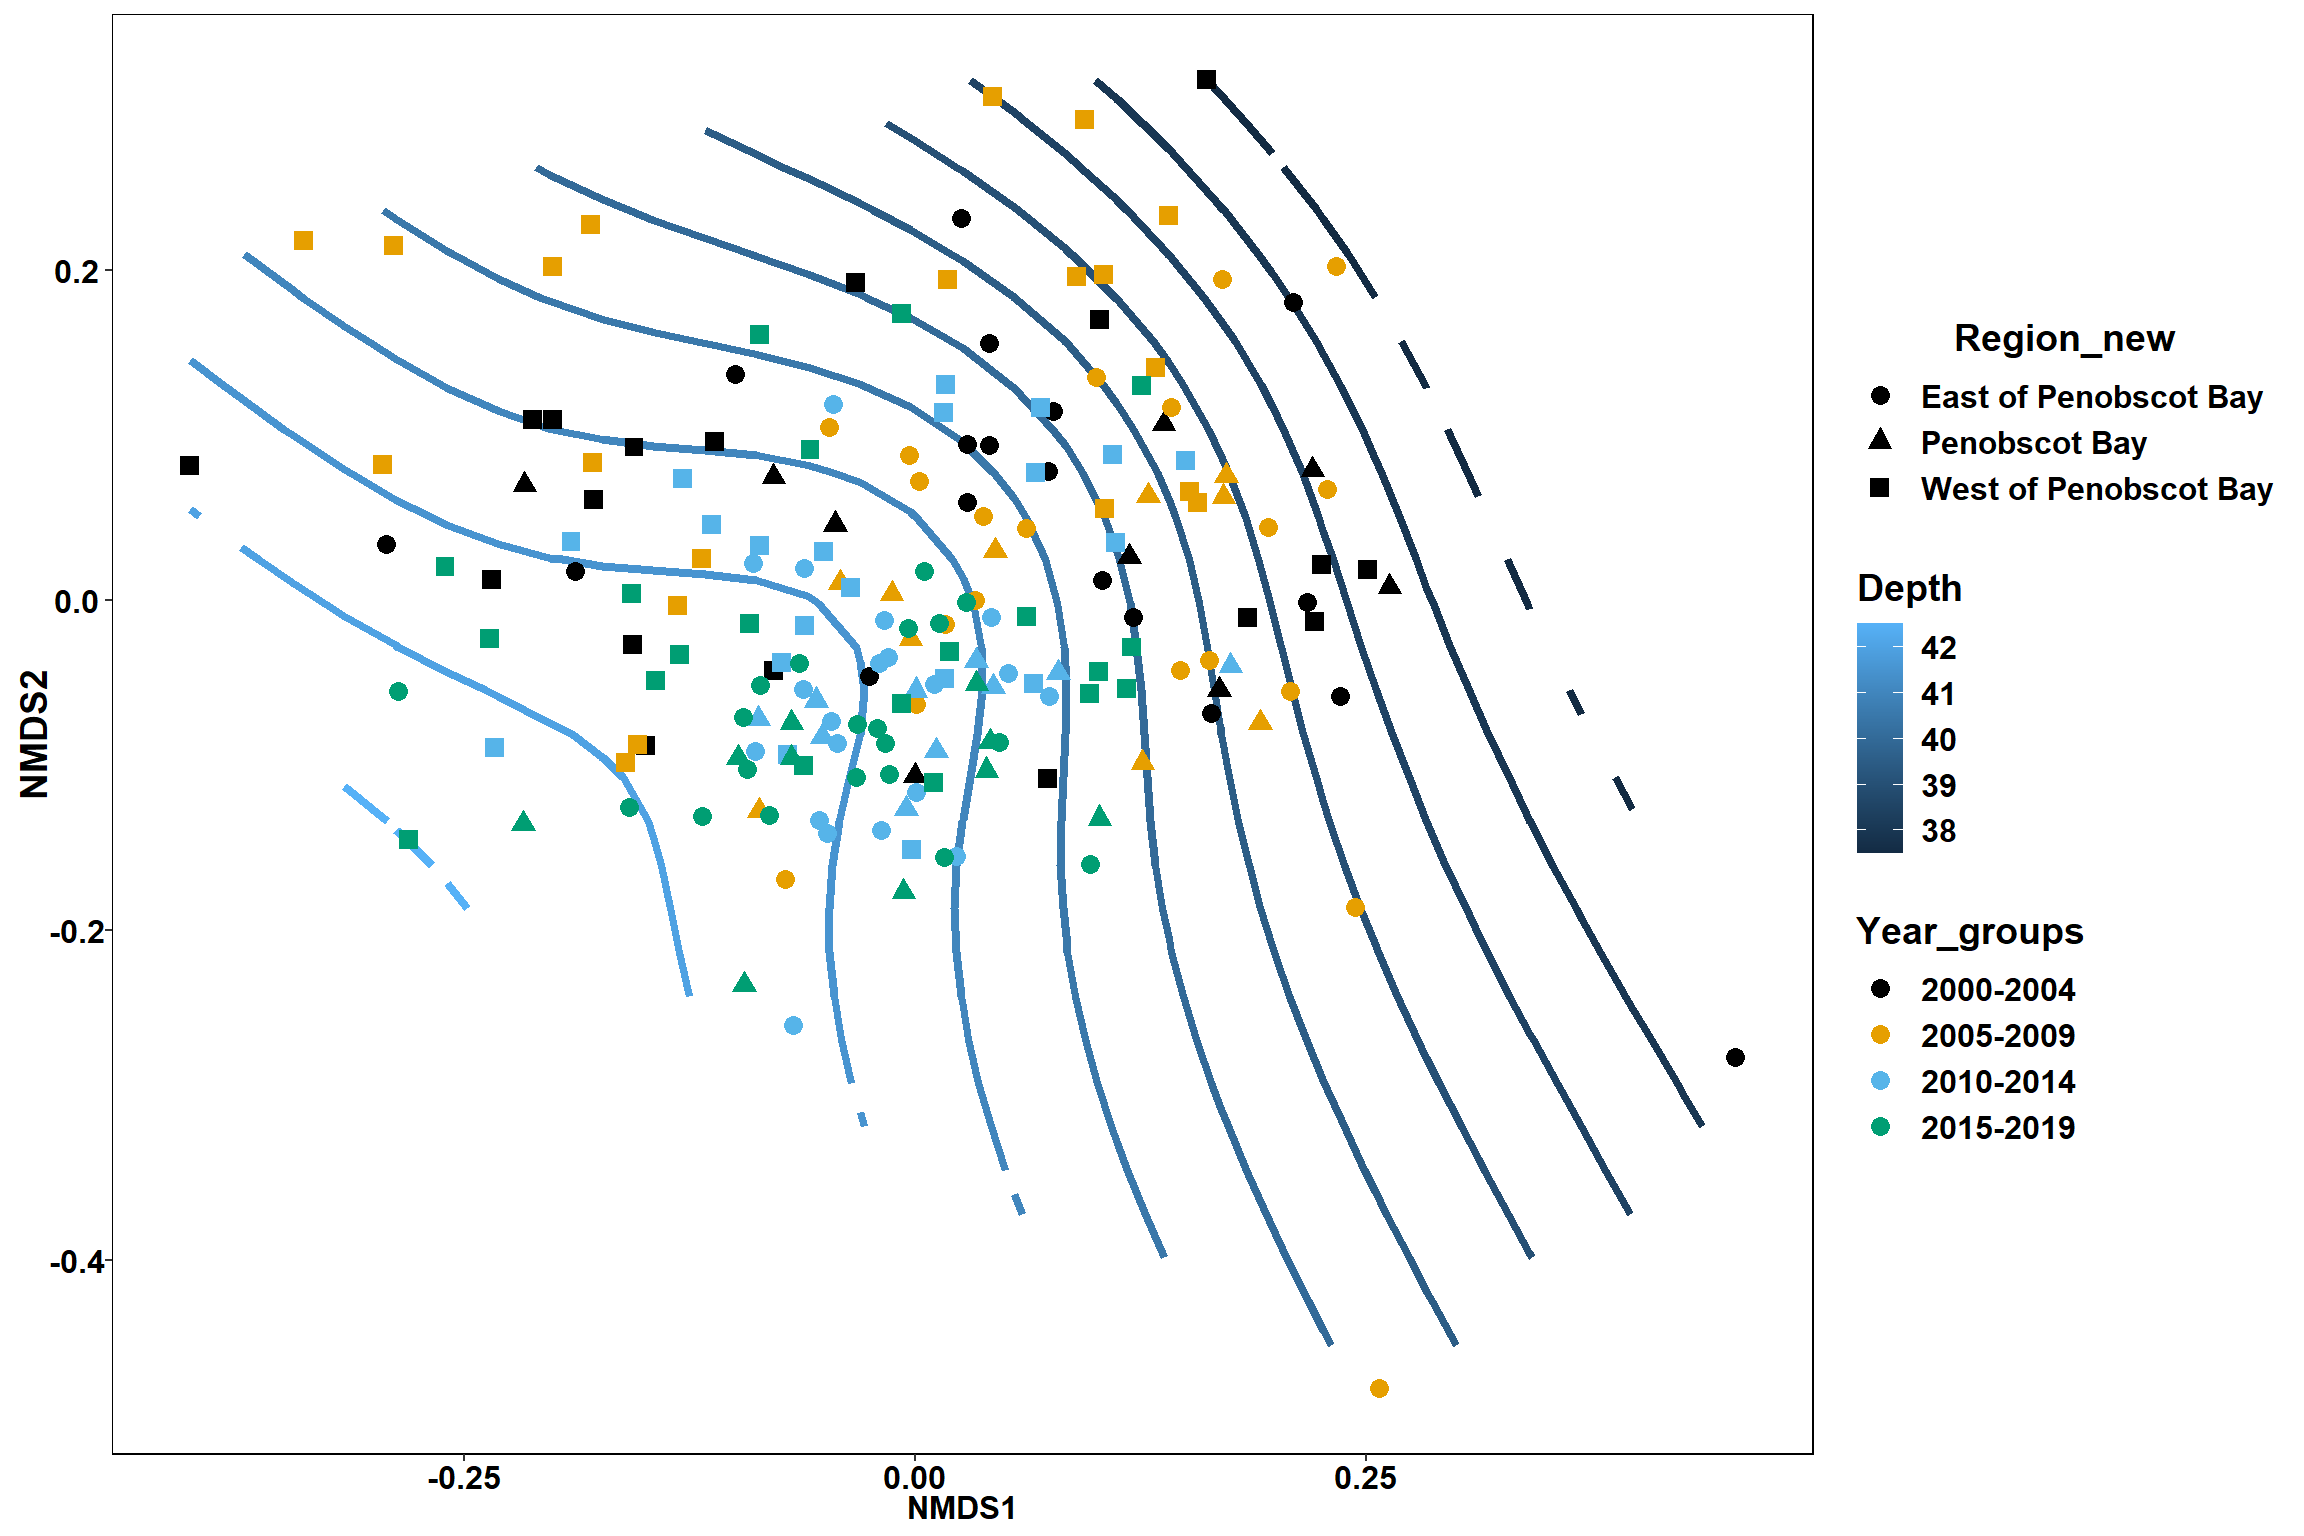 0.2
0.0
-0.2
-0.4
NMDS2
-0.25
0.00
0.25
NMDS1
Region_new
East of Penobscot Bay
Penobscot Bay
West of Penobscot Bay
Depth
42
41
40
39
38
Year_groups
2000-2004
2005-2009
2010-2014
2015-2019